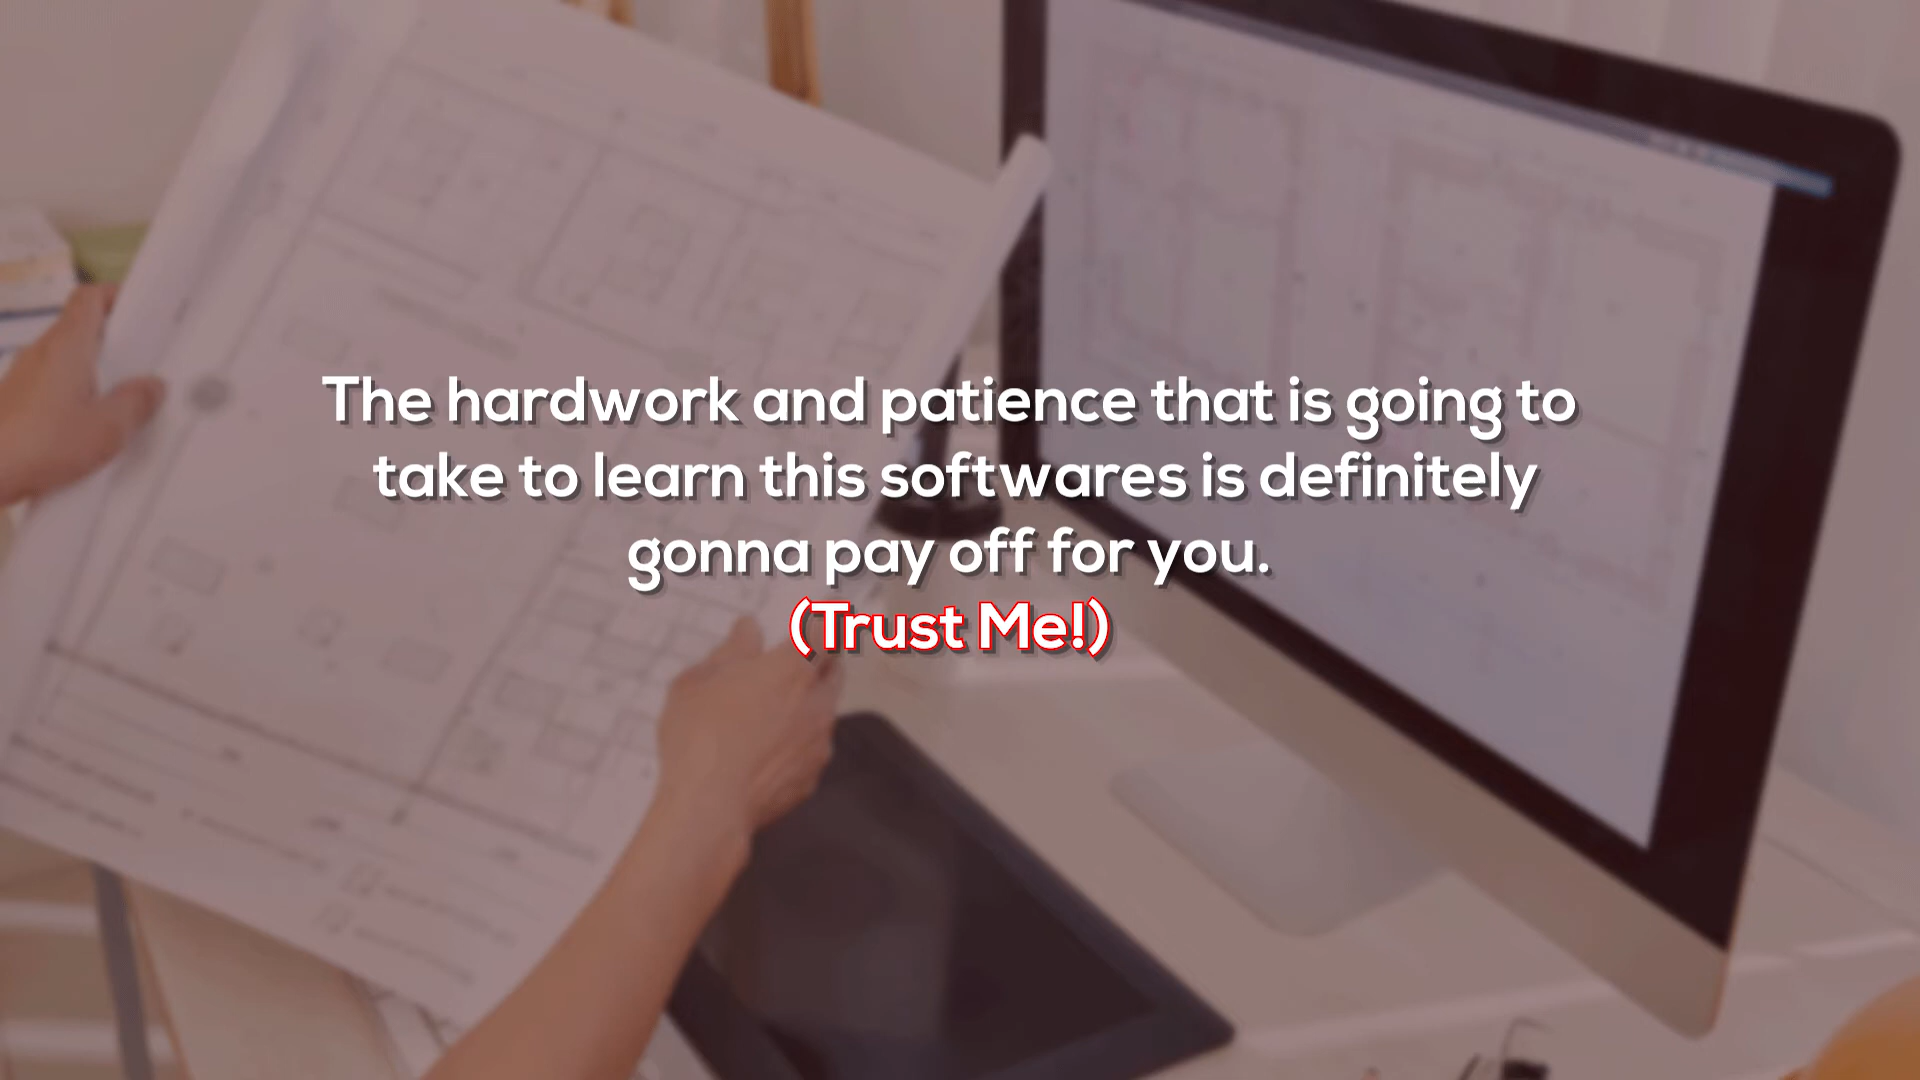 The hardwork and patience that is going to
take to learn this softwares is definitely
gonna pay off for you.
(Trust Me!)